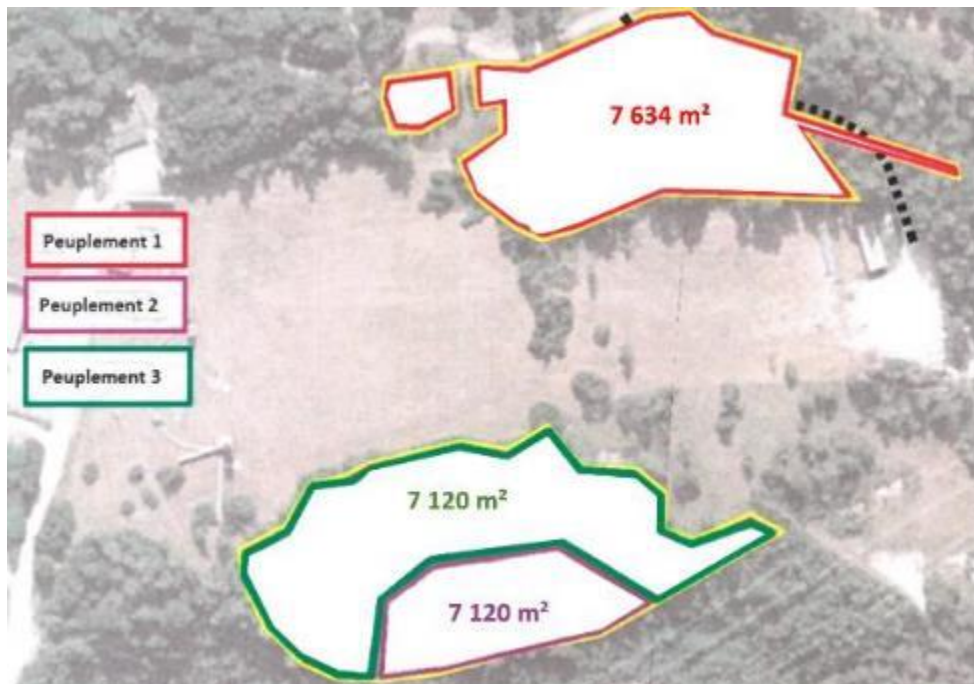 7 634 m²
Peuplement 1
Peuplement 2
Peuplement 3
7 120 m²
7 120 m²